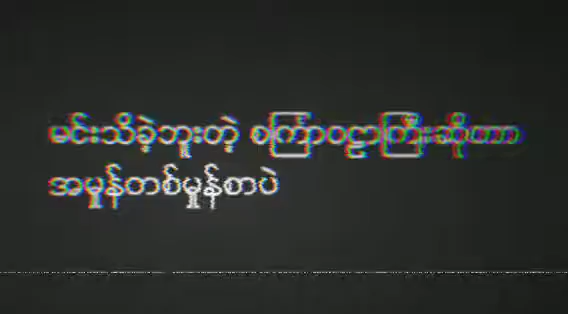 မင်းသိခဲ့ဘူးတဲ့ စကြာဝဠာကြီးဆိုတာ
အမှုန်တစ်မှုန်စာပဲ